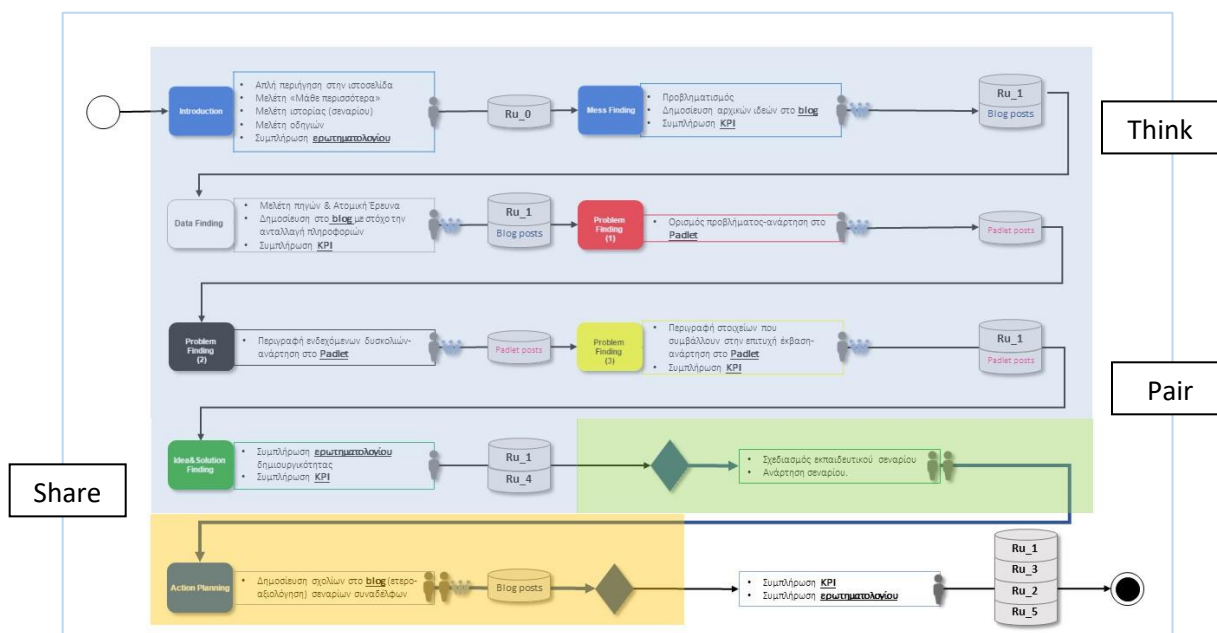 Introduction
• Απλή περιήγηση στην ιστοσελίδα
• Μελέτη «Μάθε περισσότερα»
• Μελέτη ιστορίας (σεναρίου)
• Μελέτη οδηγιών
• Συμπλήρωση ερωτηματολογίου
Ru_0
Mess Finding
• Προβληματισμός
• Δημοσίευση αρχικών ιδεών στο blog
• Συμπλήρωση KPI
Ru_1
Blog posts
Think
Data Finding
• Μελέτη πηγών & Ατομική Έρευνα
• Δημοσίευση στο blog με στόχο την
ανταλλαγή πληροφοριών
• Συμπλήρωση KPI
Ru_1
Blog posts
Problem
Finding
(1)
• Ορισμός προβλήματος-ανάρτηση στο
Padlet
Padlet posts
Problem
Finding
(2)
• Περιγραφή ενδεχόμενων δυσκολιών-
ανάρτηση στο Padlet
Padlet posts
Problem
Finding
(3)
• Περιγραφή στοιχείων που
συμβάλλουν στην επιτυχή έκβαση-
ανάρτηση στο Padlet
• Συμπλήρωση KPI
Ru_1
Padlet posts
Pair
Idea&Solution
Finding
• Συμπλήρωση ερωτηματολογίου
δημιουργικότητας
• Συμπλήρωση KPI
Ru_1
Ru_4
• Σχεδιασμός εκπαιδευτικού σεναρίου
• Ανάρτηση σεναρίου.
Share
Action Planning
• Δημοσίευση σχολίων στο blog (ετερο-
αξιολόγηση) σεναρίων συναδέλφων
Blog posts
• Συμπλήρωση KPI
• Συμπλήρωση ερωτηματολογίου
Ru_1
Ru_3
Ru_2
Ru_5